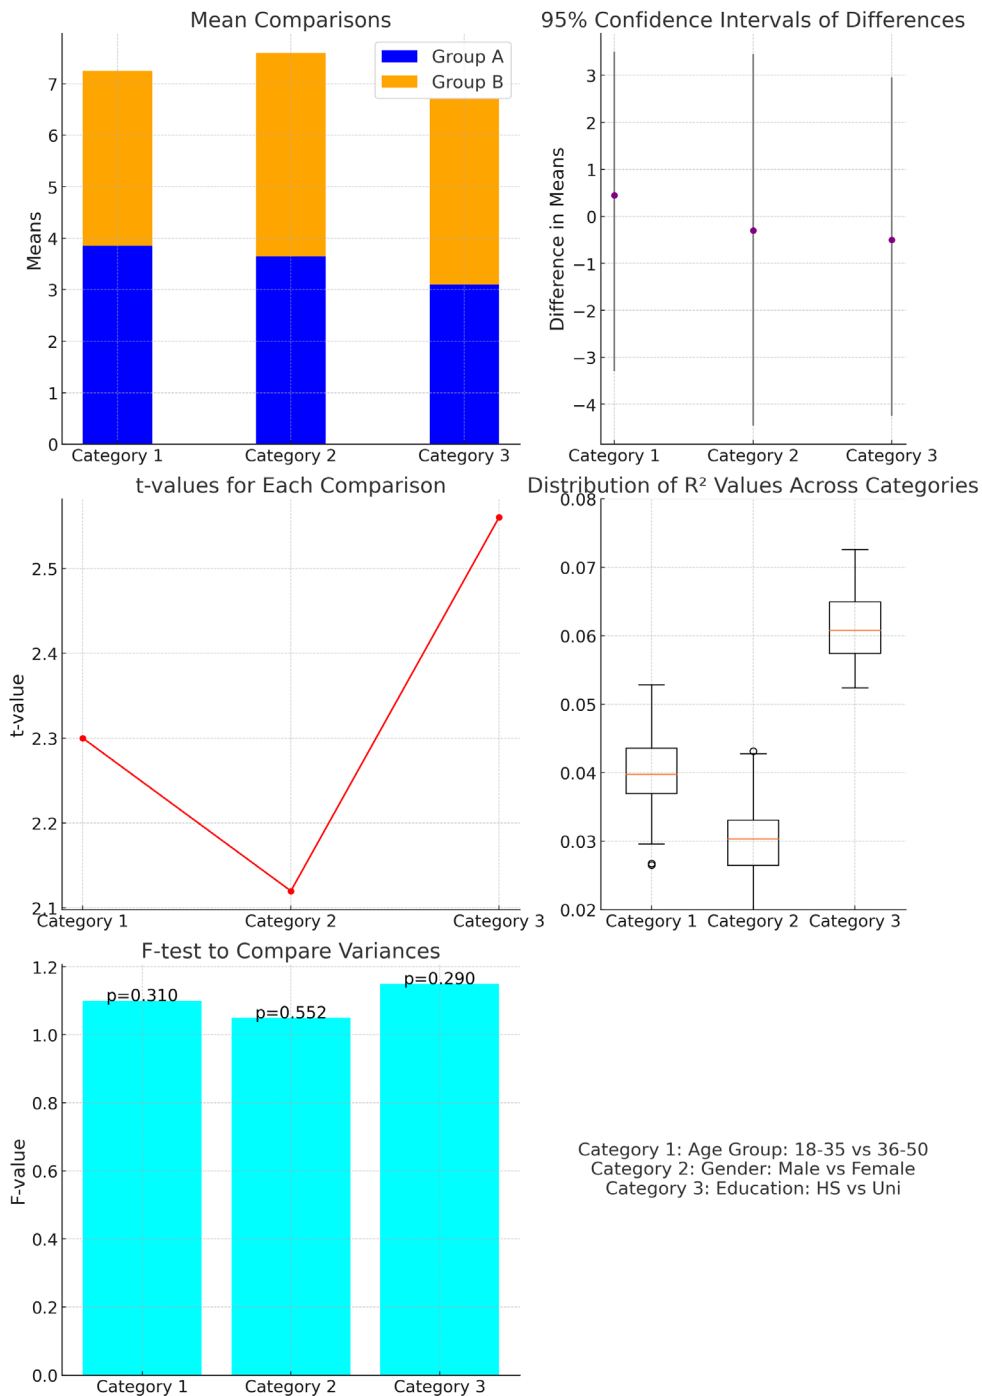 Mean Comparisons
Group A
Group B
Means
7
6
5
4
3
2
1
0
Category 1
Category 2
Category 3
95% Confidence Intervals of Differences
Difference in Means
3
2
1
0
−1
−2
−3
−4
Category 1
Category 2
Category 3
t-values for Each Comparison
t-value
2.5
2.4
2.3
2.2
2.1
Category 1
Category 2
Category 3
Distribution of R² Values Across Categories
0.08
0.07
0.06
0.05
0.04
0.03
0.02
Category 1
Category 2
Category 3
F-test to Compare Variances
F-value
1.2
1.0
0.8
0.6
0.4
0.2
0.0
p=0.310
p=0.552
p=0.290
Category 1
Category 2
Category 3
Category 1: Age Group: 18-35 vs 36-50
Category 2: Gender: Male vs Female
Category 3: Education: HS vs Uni